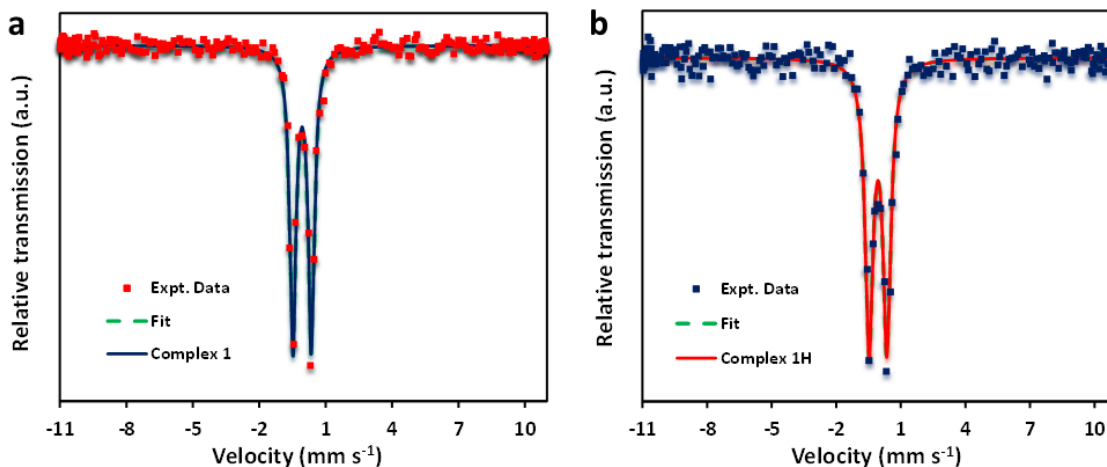 a
Relative transmission (a.u.)
Expt. Data
Fit
Complex 1
-11 -8 -5 -2 1 4 7 10
Velocity (mm s⁻¹)
b
Relative transmission (a.u.)
Expt. Data
Fit
Complex 1H
-11 -8 -5 -2 1 4 7 10
Velocity (mm s⁻¹)